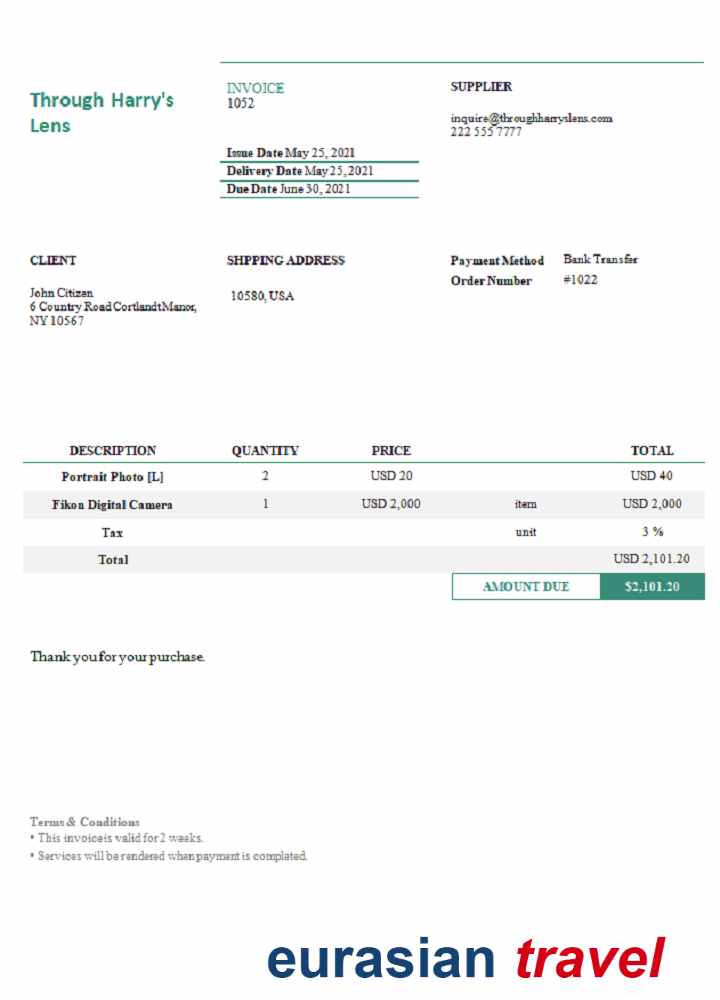 Through Harry's
Lens
INVOICE
1052
Issue Date May 25, 2021
Delivery Date May 25, 2021
Due Date June 30, 2021
SUPPLIER
inquire@throughharryslens.com
222 555 7777
CLIENT
John Citizen
6 Country Road Cortlandt Manor,
NY 10567
SHPPING ADDRESS
10580, USA
Payment Method Bank Transfer
Order Number #1022
DESCRIPTION QUANTITY PRICE TOTAL
Portrait Photo [L] 2 USD 20 USD 40
Fikon Digital Camera 1 USD 2,000 item USD 2,000
Tax unit 3 %
Total USD 2,101.20
AMOUNT DUE $2,101.20
Thank you for your purchase.
Terms & Conditions
• This invoice is valid for 2 weeks.
• Services will be rendered when payment is completed.
eurasian travel